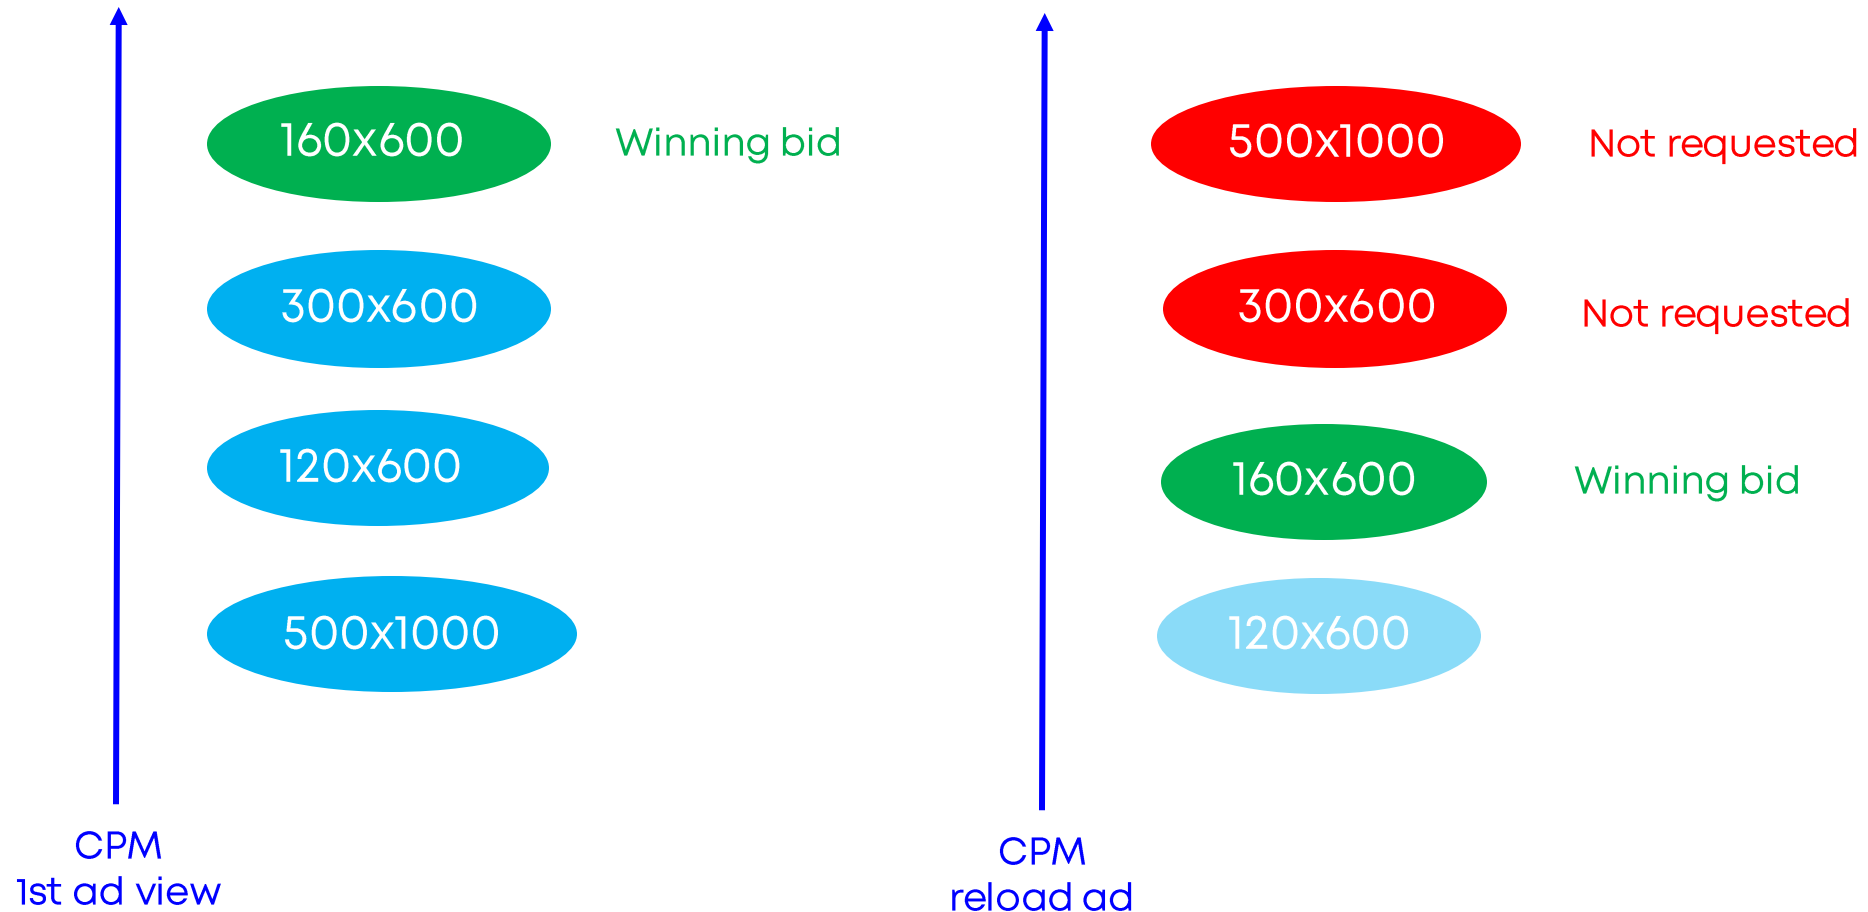 160x600
Winning bid
300x600
120x600
500x1000
CPM
1st ad view
500x1000
Not requested
300x600
Not requested
160x600
Winning bid
120x600
CPM
reload ad